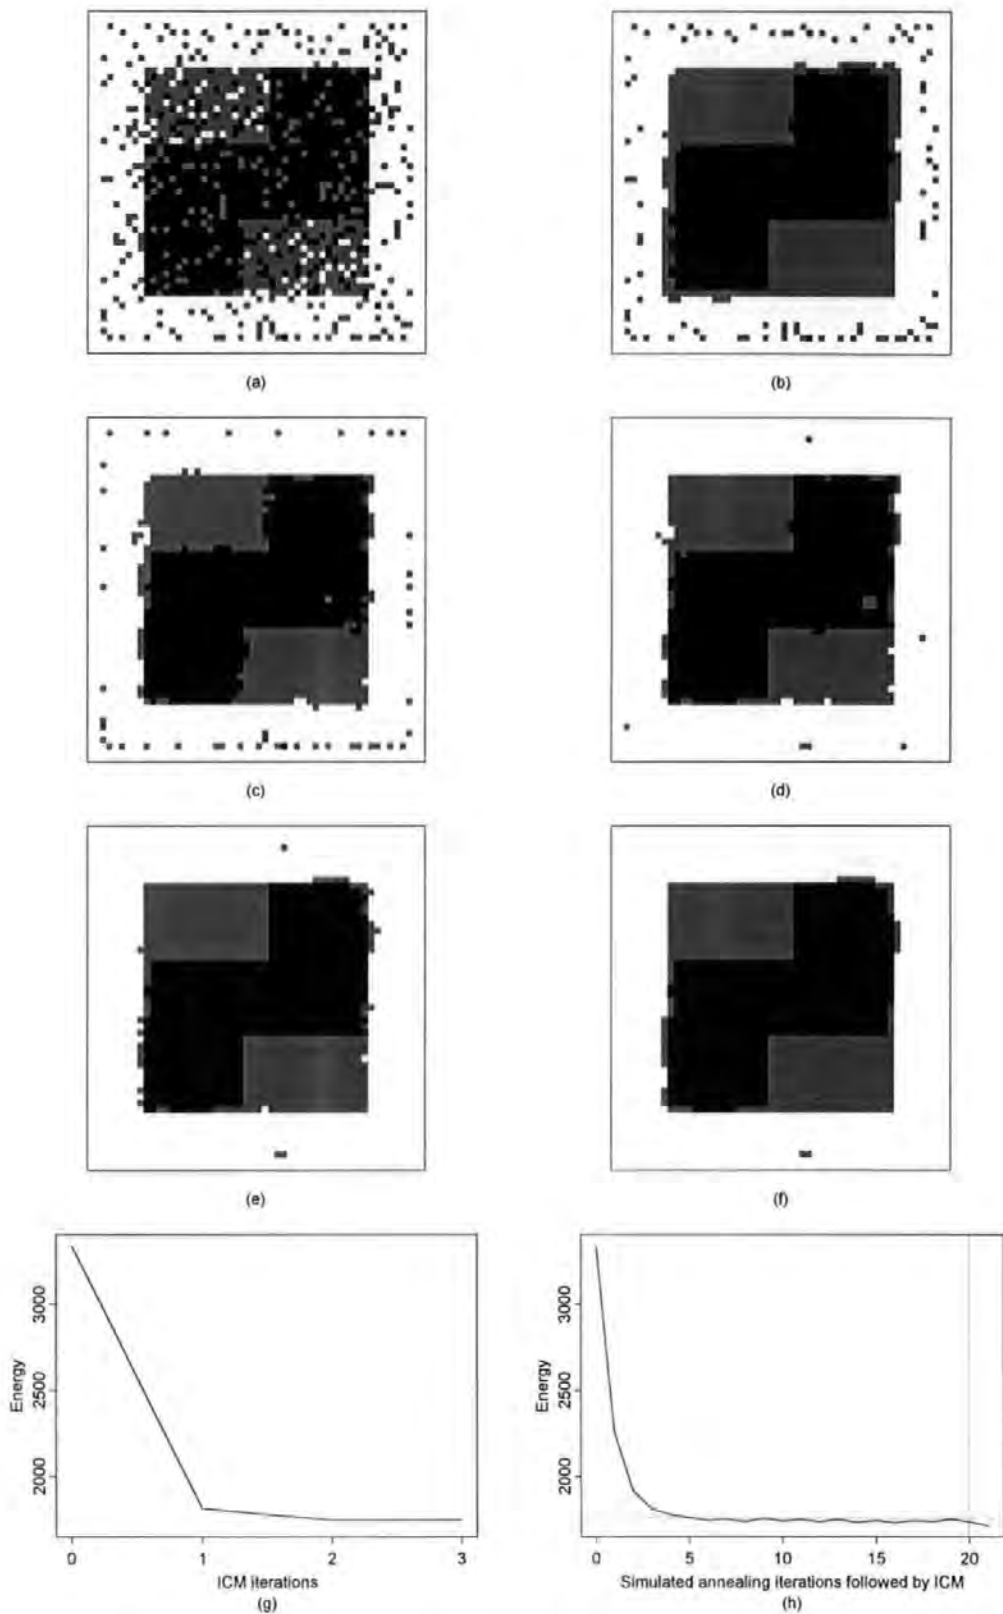 (a)
(b)
(c)
(d)
(e)
(f)
3000
2500
2000
Energy
0
1
2
3
ICM iterations
(g)
3000
2500
2000
Energy
0
5
10
15
20
Simulated annealing iterations followed by ICM
(h)